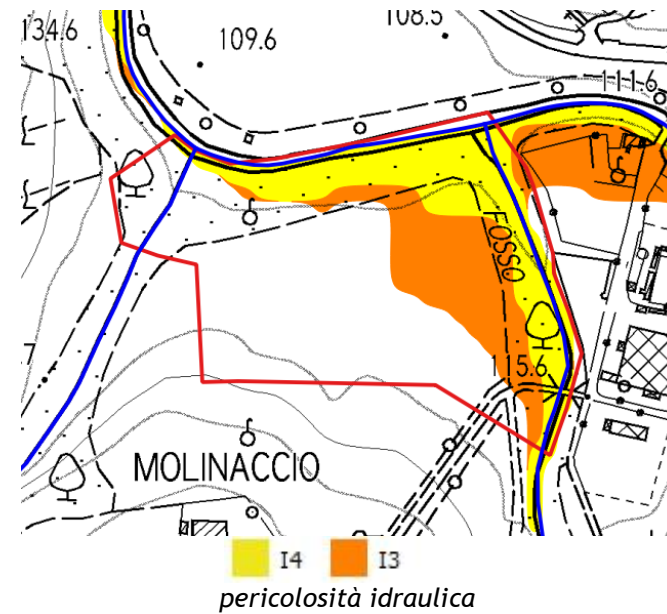 108.5
134.6
109.6
111.6
FOSSO
115.6
MOLINACCIO
I4
I3
pericolosità idraulica